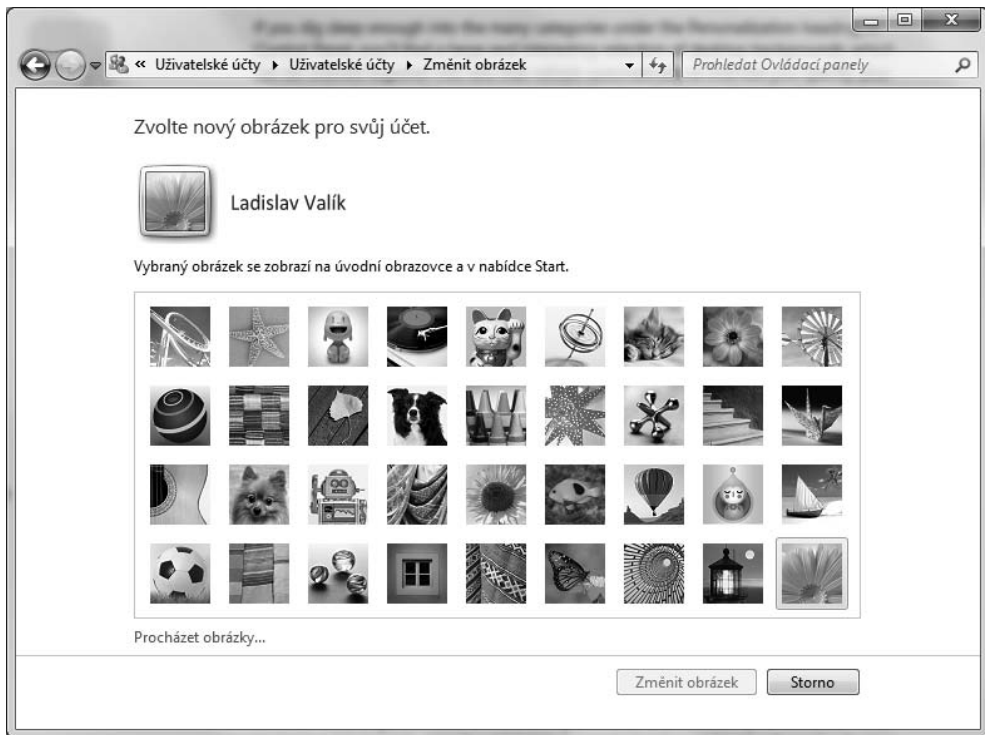 « Uživatelské účty ▸ Uživatelské účty ▸ Změnit obrázek
Prohledat Ovládací panely
Zvolte nový obrázek pro svůj účet.
Ladislav Valík
Vybraný obrázek se zobrazí na úvodní obrazovce a v nabídce Start.
Procházet obrázky...
Změnit obrázek
Storno